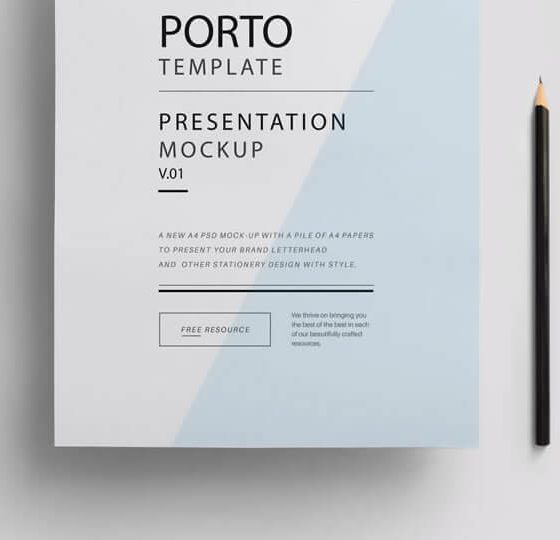 PORTO
TEMPLATE
PRESENTATION
MOCKUP
V.01
A NEW A4 PSD MOCK-UP WITH A PILE OF A4 PAPERS
TO PRESENT YOUR BRAND LETTERHEAD
AND OTHER STATIONERY DESIGN WITH STYLE.
FREE RESOURCE
We thrive on bringing you
the best of the best in each
of our beautifully crafted
resources.